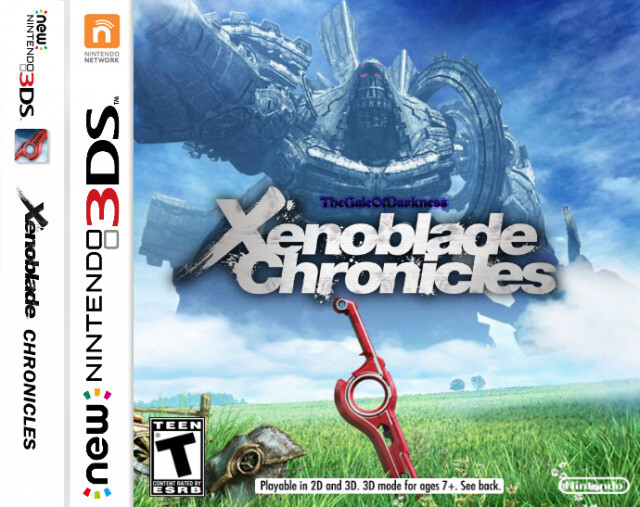 new
NINTENDO
3DS
Xenoblade CHRONICLES
NINTENDO
NETWORK
new NINTENDO 3DS™
TheGaleOfDarkness
Xenoblade
Chronicles
TEEN
T
CONTENT RATED BY
ESRB
Playable in 2D and 3D. 3D mode for ages 7+. See back.
Nintendo